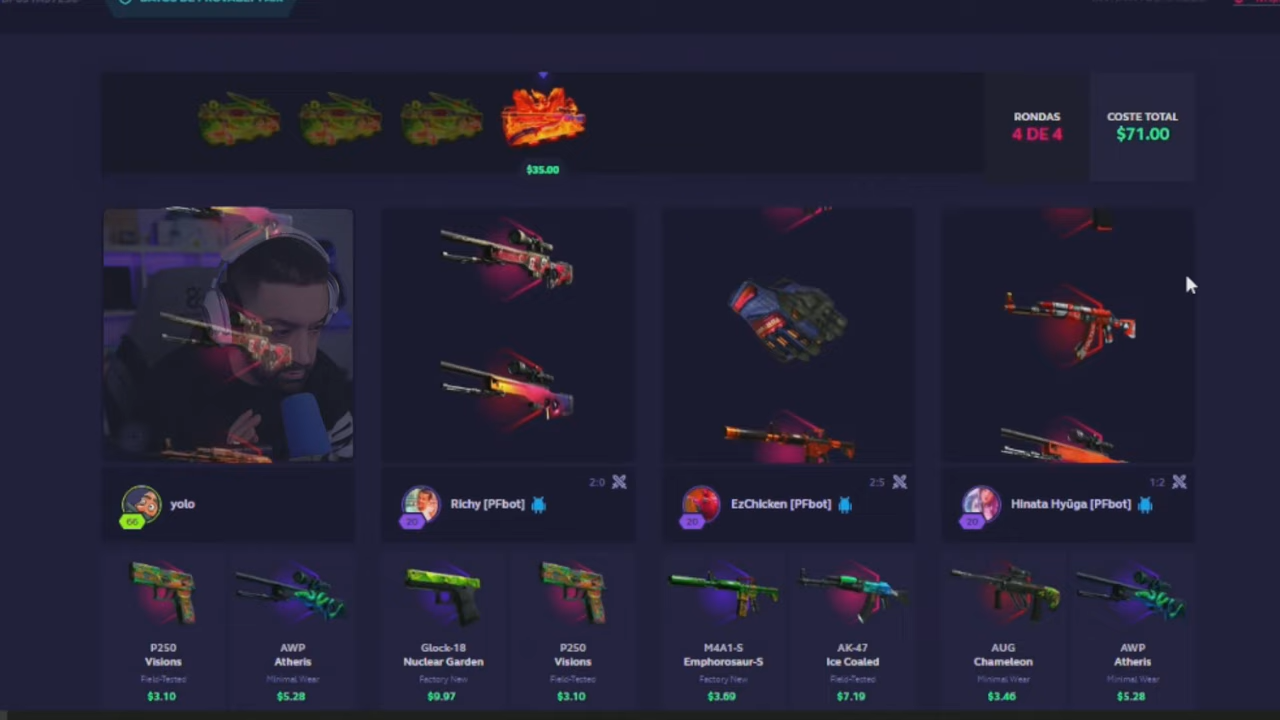 RONDAS
4 DE 4
COSTE TOTAL
$71.00
$35.00
66
yolo
2:0
20
Richy [PFbot]
2:5
20
EzChicken [PFbot]
1:2
20
Hinata Hyūga [PFbot]
P250
Visions
Field-Tested
$3.10
AWP
Atheris
Minimal Wear
$5.28
Glock-18
Nuclear Garden
Factory New
$9.97
P250
Visions
Field-Tested
$3.10
M4A1-S
Emphorosaur-S
Factory New
$3.69
AK-47
Ice Coaled
Field-Tested
$7.19
AUG
Chameleon
Minimal Wear
$3.46
AWP
Atheris
Minimal Wear
$5.28